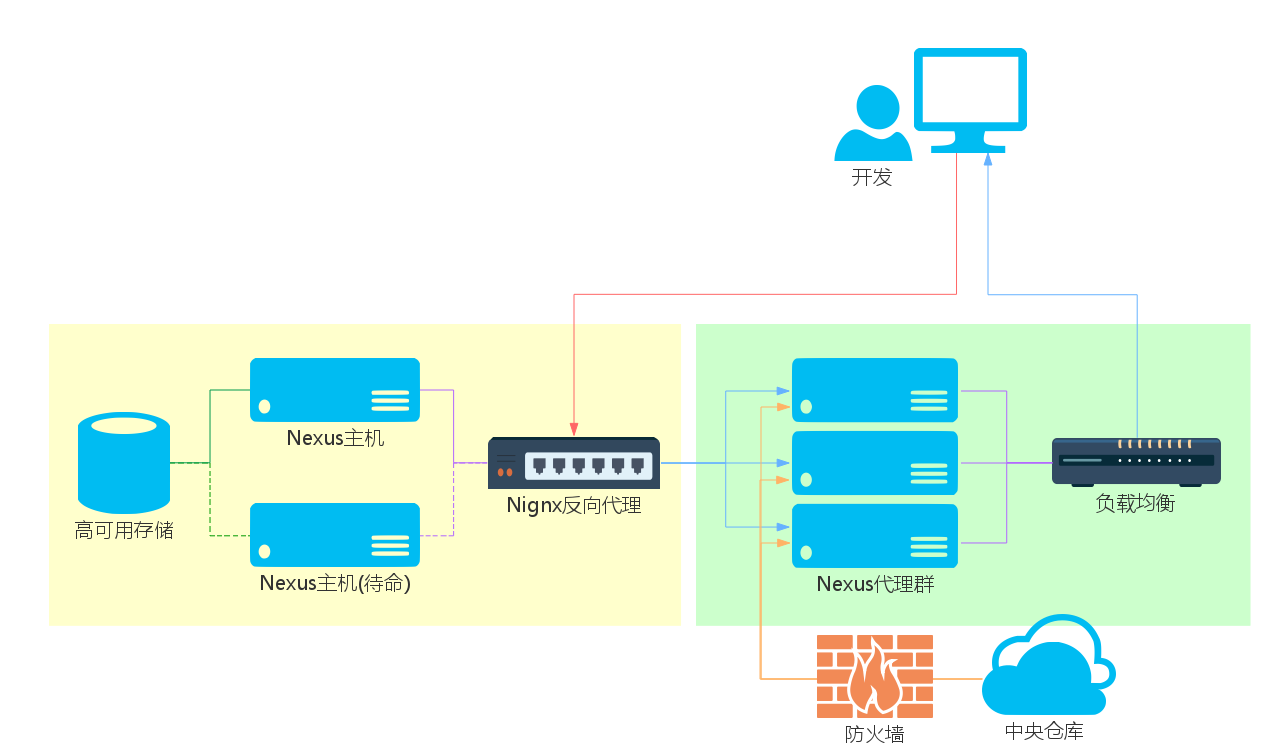 开发
Nexus主机
高可用存储
Nignx反向代理
负载均衡
Nexus主机(待命)
Nexus代理群
防火墙
中央仓库